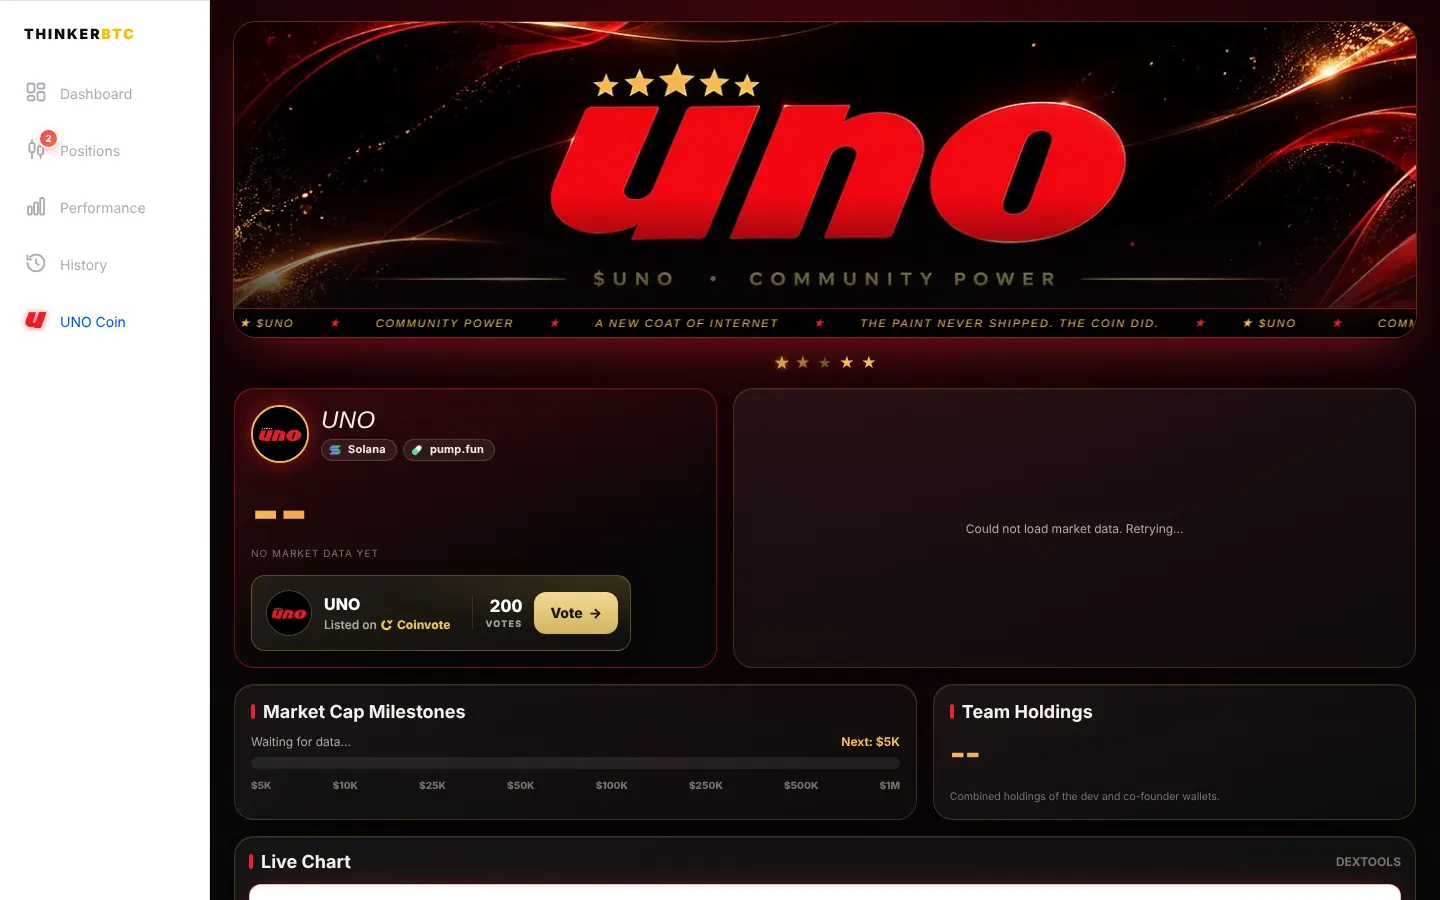 THINKERBTC
Dashboard
2
Positions
Performance
History
UNO Coin
uno
$UNO • COMMUNITY POWER
★ $UNO ★ COMMUNITY POWER ★ A NEW COAT OF INTERNET ★ THE PAINT NEVER SHIPPED. THE COIN DID. ★ ★ $UNO ★ COMM
UNO
uno
Solana
pump.fun
--
NO MARKET DATA YET
uno
UNO
Listed on Coinvote
200
VOTES
Vote →
Could not load market data. Retrying...
Market Cap Milestones
Waiting for data...
Next: $5K
$5K $10K $25K $50K $100K $250K $500K $1M
Team Holdings
--
Combined holdings of the dev and co-founder wallets.
Live Chart
DEXTOOLS